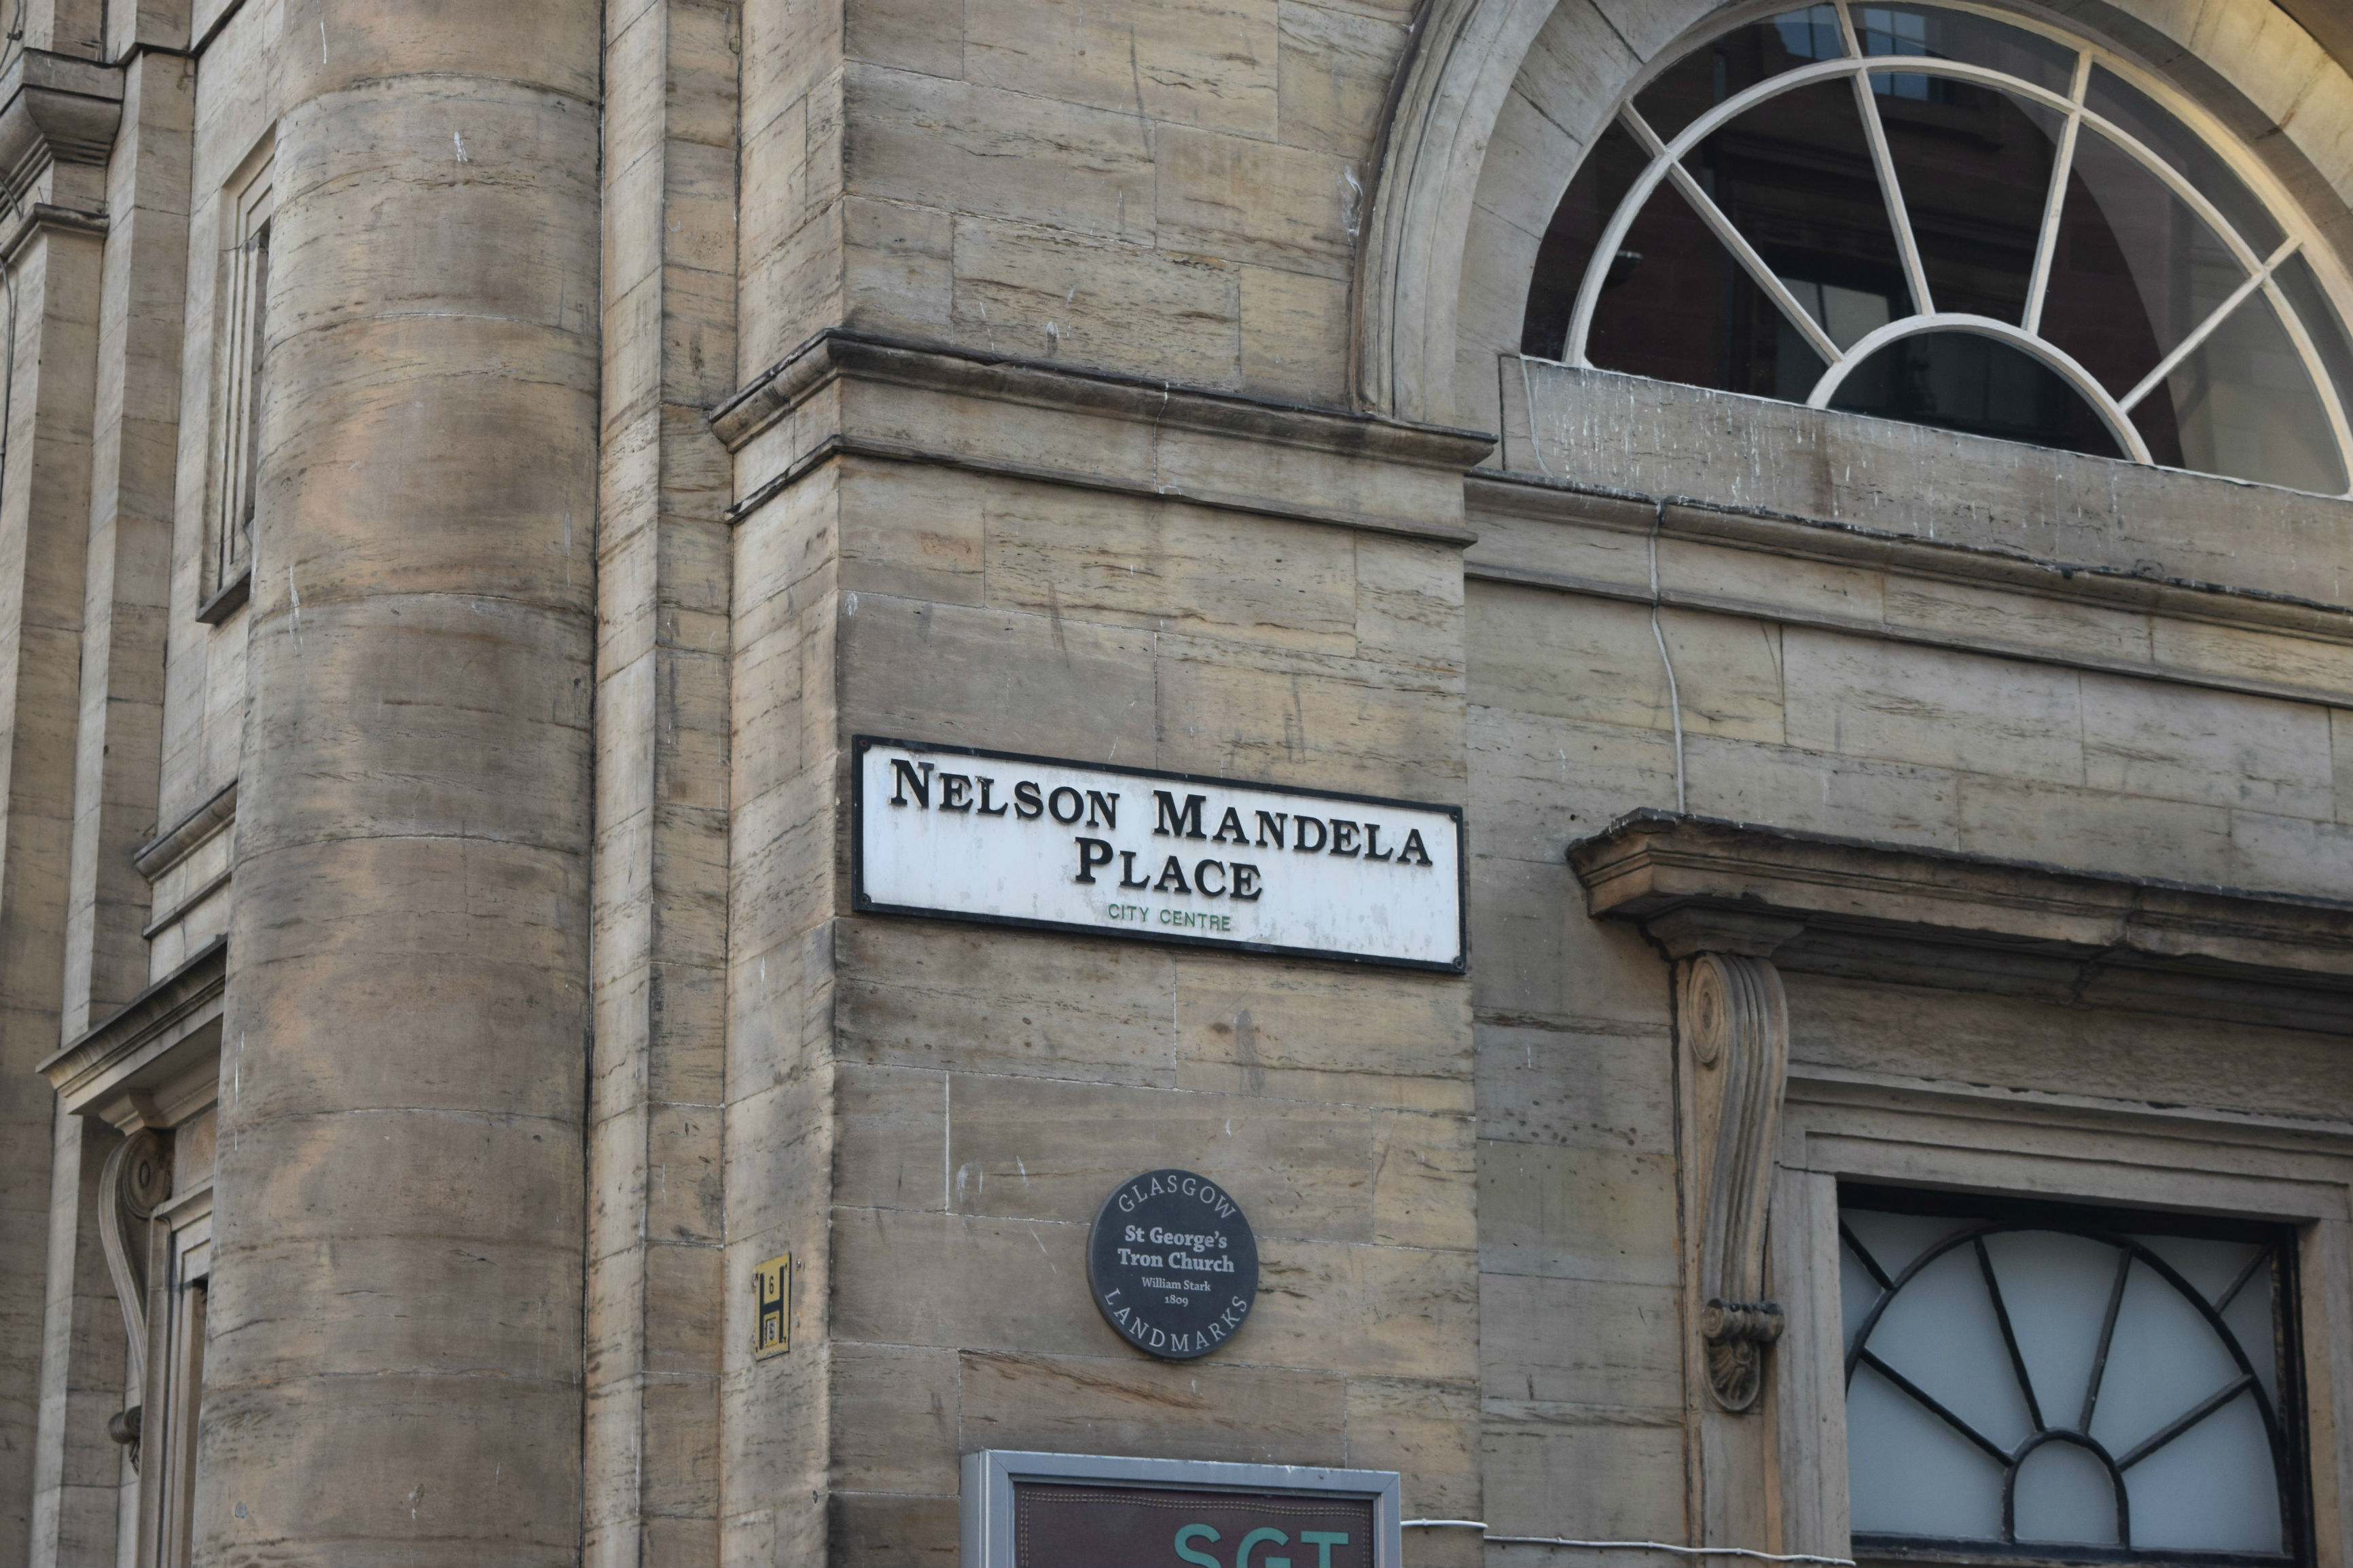 NELSON MANDELA
PLACE
CITY CENTRE
GLASGOW
St George's
Tron Church
William Stark
1809
LANDMARKS
6
H
SGT